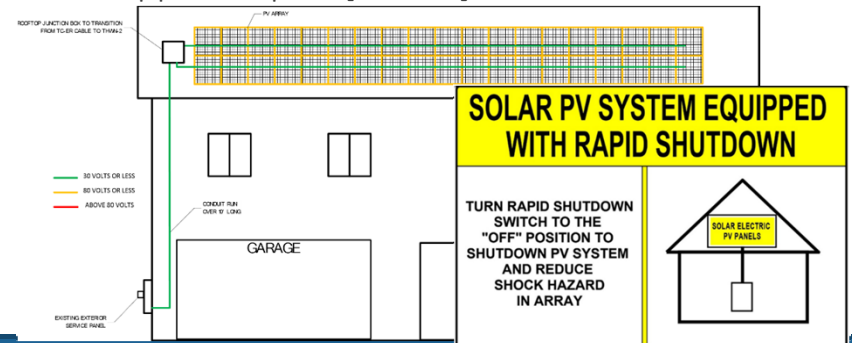 PV ARRAY
ROOFTOP JUNCTION BOX TO TRANSITION
FROM TC-ER CABLE TO THWN-2
30 VOLTS OR LESS
80 VOLTS OR LESS
ABOVE 80 VOLTS
CONDUIT RUN
OVER 10' LONG
GARAGE
EXISTING EXTERIOR
SERVICE PANEL
SOLAR PV SYSTEM EQUIPPED
WITH RAPID SHUTDOWN
TURN RAPID SHUTDOWN
SWITCH TO THE
"OFF" POSITION TO
SHUTDOWN PV SYSTEM
AND REDUCE
SHOCK HAZARD
IN ARRAY
SOLAR ELECTRIC
PV PANELS